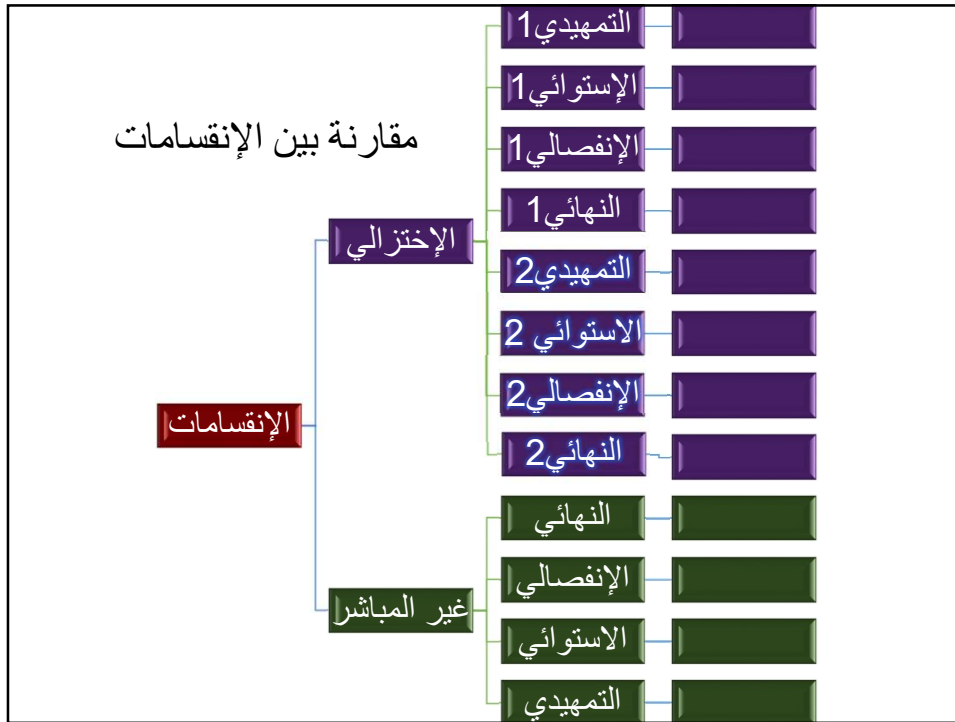 مقارنة بين الإنقسامات
الإنقسامات
الإختزالي
التمهيدي1
الإستوائي1
الإنفصالي1
النهائي1
التمهيدي2
الاستوائي 2
الإنفصالي2
النهائي2
غير المباشر
النهائي
الإنفصالي
الاستوائي
التمهيدي